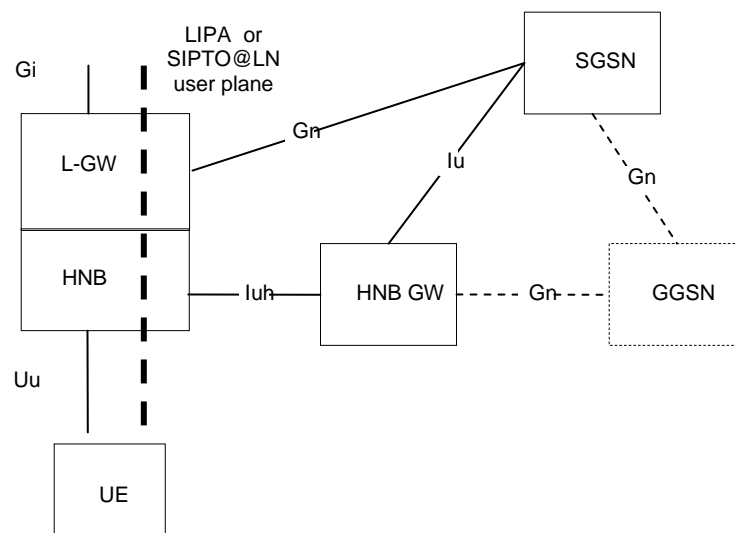 LIPA or
SIPTO@LN
user plane
SGSN
Gi
Gn
L-GW
Iu
Gn
HNB
Iuh
HNB GW
Gn
GGSN
Uu
UE